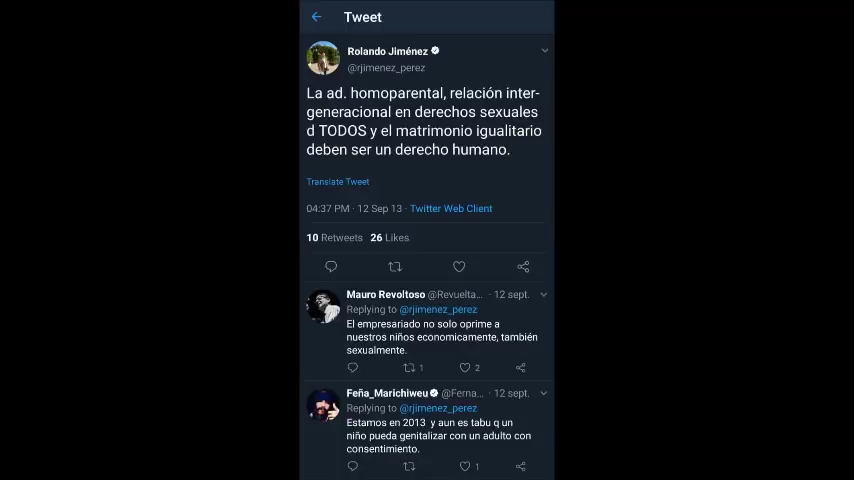 Tweet
Rolando Jiménez
@rjimenez_perez
La ad. homoparental, relación inter-
generacional en derechos sexuales
d TODOS y el matrimonio igualitario
deben ser un derecho humano.
Translate Tweet
04:37 PM · 12 Sep 13 · Twitter Web Client
10 Retweets 26 Likes
Mauro Revoltoso @Revuelta... · 12 sept.
Replying to @rjimenez_perez
El empresariado no solo oprime a
nuestros niños economicamente, también
sexualmente.
1 2
Feña_Marichiweu @Ferna... · 12 sept.
Replying to @rjimenez_perez
Estamos en 2013 y aun es tabu q un
niño pueda genitalizar con un adulto con
consentimiento.
1